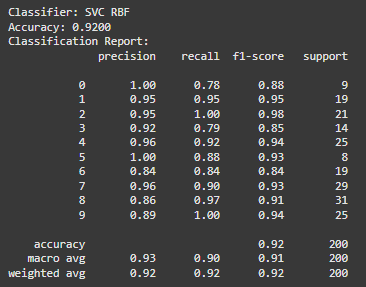 Classifier: SVC RBF
Accuracy: 0.9200
Classification Report:
precision recall f1-score support
0 1.00 0.78 0.88 9
1 0.95 0.95 0.95 19
2 0.95 1.00 0.98 21
3 0.92 0.79 0.85 14
4 0.96 0.92 0.94 25
5 1.00 0.88 0.93 8
6 0.84 0.84 0.84 19
7 0.96 0.90 0.93 29
8 0.86 0.97 0.91 31
9 0.89 1.00 0.94 25
accuracy 0.92 200
macro avg 0.93 0.90 0.91 200
weighted avg 0.92 0.92 0.92 200